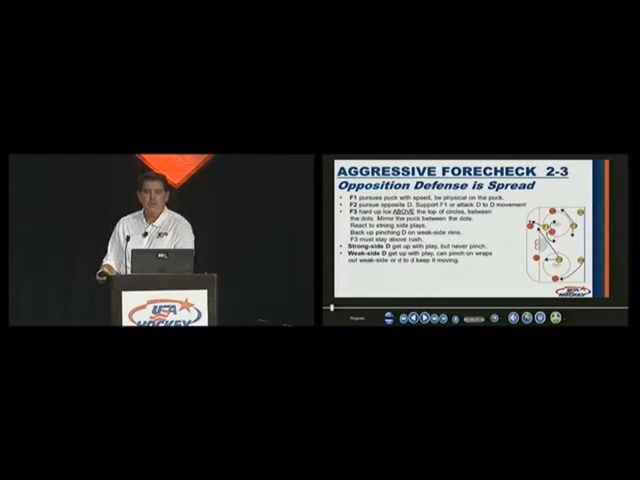 AGGRESSIVE FORECHECK 2-3
Opposition Defense is Spread
• F1 pursues puck with speed, be physical on the puck.
• F2 pursue opposite D. Support F1 or attack D to D movement
• F3 hard up ice ABOVE the top of circles, between
the dots. Mirror the puck between the dots.
React to strong side plays.
Back up pinching D on weak-side rims.
F3 must stay above rush.
• Strong-side D get up with play, but never pinch.
• Weak-side D get up with play, can pinch on wraps
out weak-side or d to d keep it moving.
USA
HOCKEY
USA
HOCKEY
Program